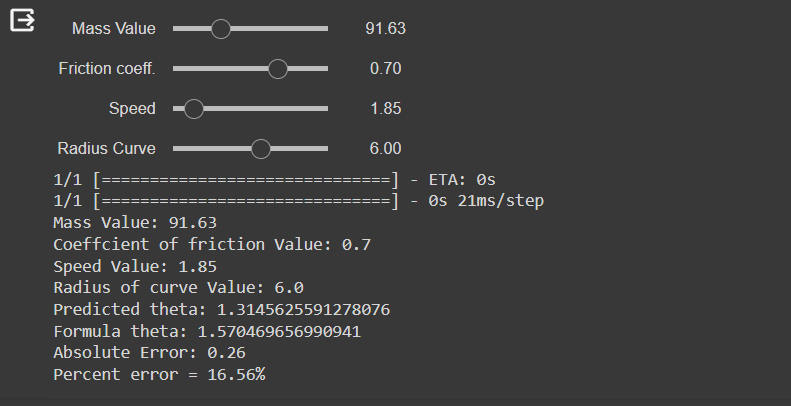 Mass Value 91.63
Friction coeff. 0.70
Speed 1.85
Radius Curve 6.00
1/1 [==============================] - ETA: 0s
1/1 [==============================] - 0s 21ms/step
Mass Value: 91.63
Coeffcient of friction Value: 0.7
Speed Value: 1.85
Radius of curve Value: 6.0
Predicted theta: 1.3145625591278076
Formula theta: 1.570469656990941
Absolute Error: 0.26
Percent error = 16.56%